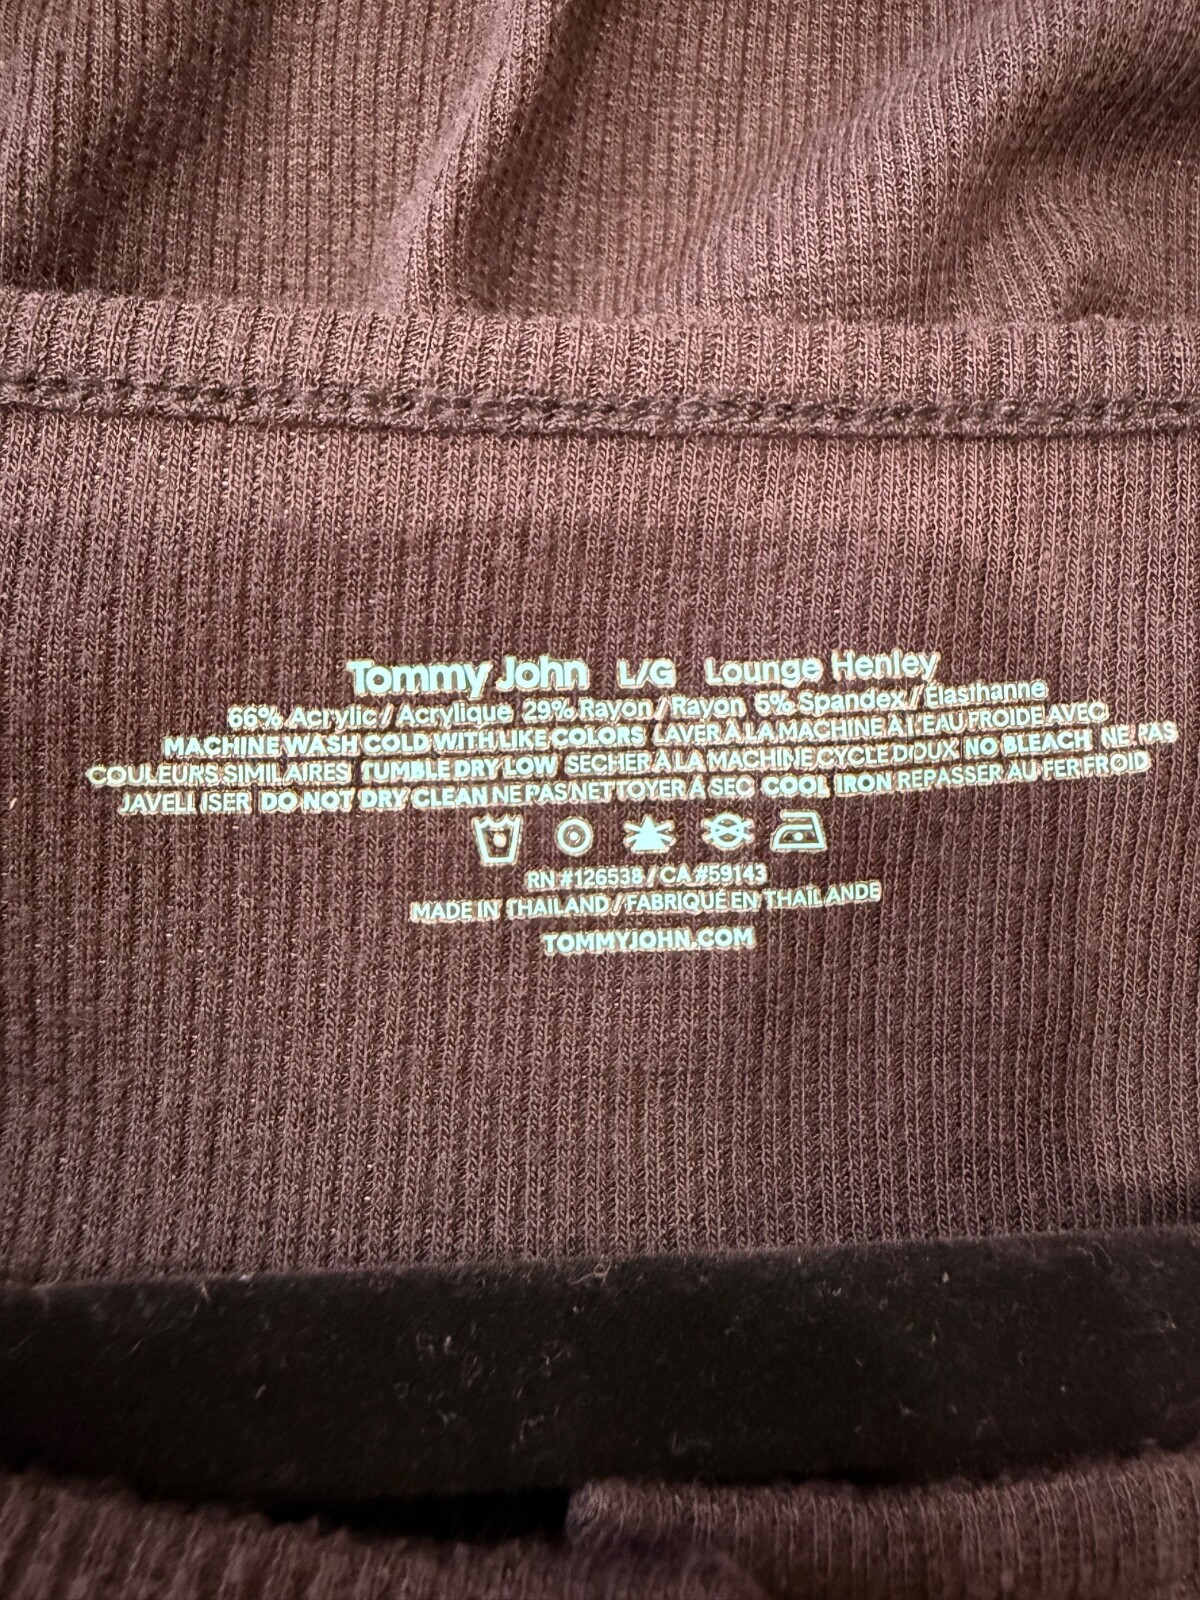 Tommy John L/G Lounge Henley
66% Acrylic / Acrylique 29% Rayon / Rayon 5% Spandex / Élasthanne
MACHINE WASH COLD WITH LIKE COLORS LAVER À LA MACHINE À L'EAU FROIDE AVEC
COULEURS SIMILAIRES TUMBLE DRY LOW SÉCHER À LA MACHINE, CYCLE DOUX NO BLEACH NE PAS
JAVELLISER DO NOT DRY CLEAN NE PAS NETTOYER À SEC COOL IRON REPASSER AU FER FROID
RN #126538 / CA #59143
MADE IN THAILAND / FABRIQUÉ EN THAÏLANDE
TOMMYJOHN.COM